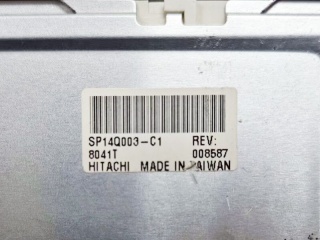 SP14Q003-C1 REV:
8041T 008587
HITACHI MADE IN TAIWAN